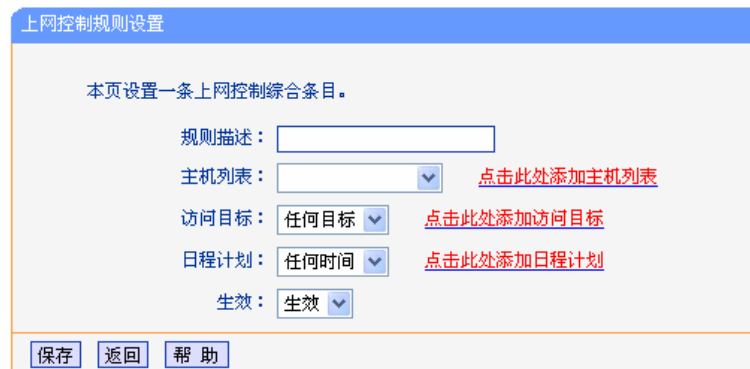 上网控制规则设置
本页设置一条上网控制综合条目。
规则描述：
主机列表： 点击此处添加主机列表
访问目标： 任何目标 点击此处添加访问目标
日程计划： 任何时间 点击此处添加日程计划
生效： 生效
保存 返回 帮 助